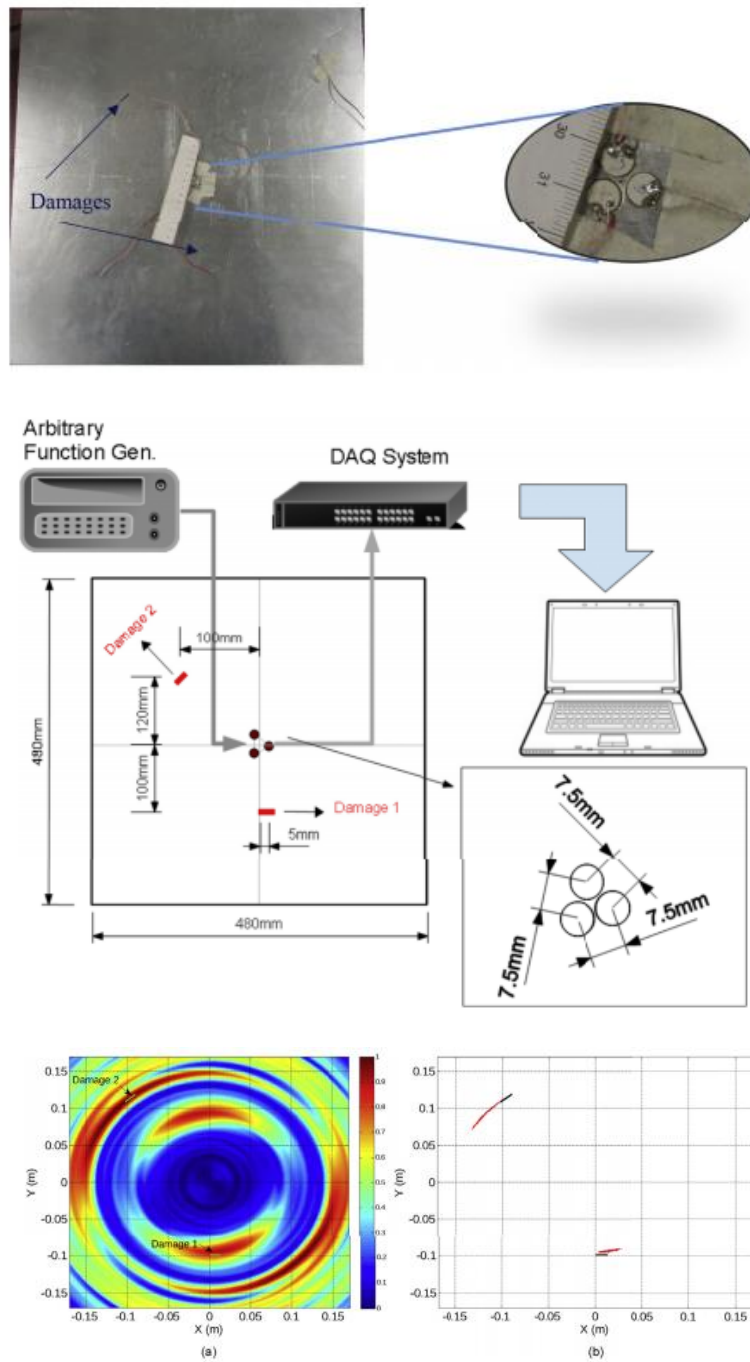 Damages
30
31
Arbitrary
Function Gen.
DAQ System
Damage 2
100mm
120mm
480mm
100mm
Damage 1
5mm
480mm
7.5mm
7.5mm
7.5mm
0.15
0.1
0.05
0
-0.05
-0.1
-0.15
Y (m)
Damage 2
Damage 1
-0.15 -0.1 -0.05 0 0.05 0.1 0.15
X (m)
(a)
1
0.9
0.8
0.7
0.6
0.5
0.4
0.3
0.2
0.1
0
0.15
0.1
0.05
0
-0.05
-0.1
-0.15
Y (m)
-0.15 -0.1 -0.05 0 0.05 0.1 0.15
X (m)
(b)